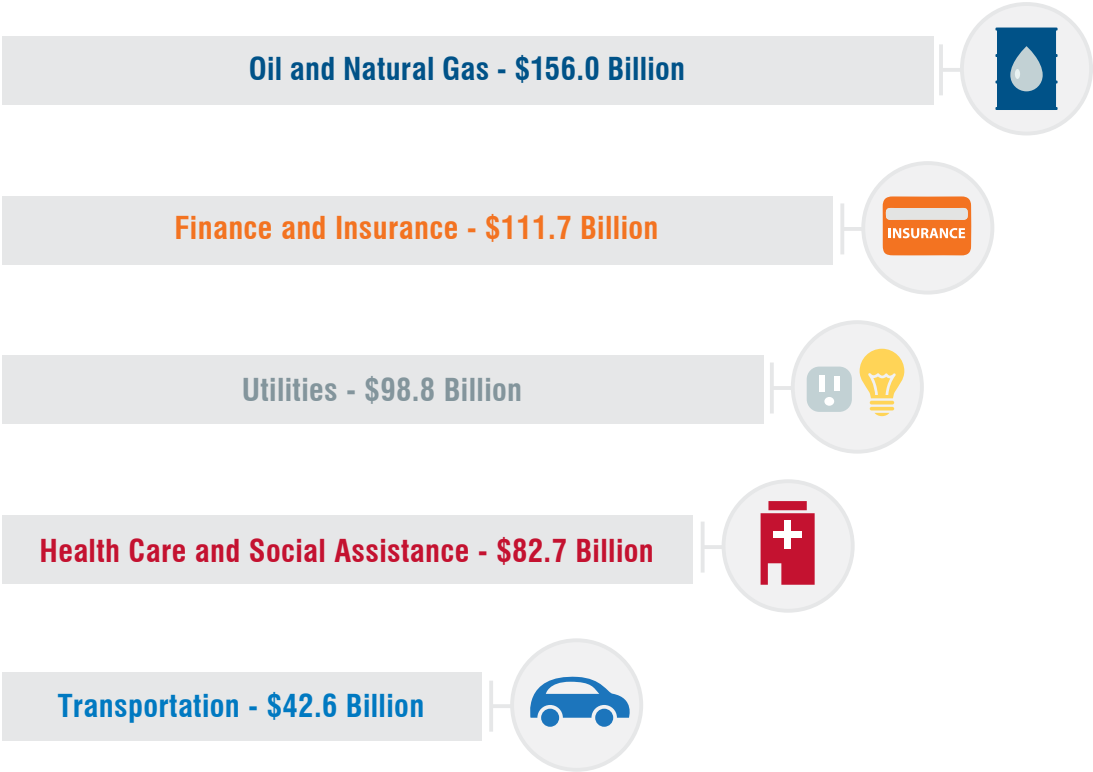 Oil and Natural Gas - $156.0 Billion
Finance and Insurance - $111.7 Billion
INSURANCE
Utilities - $98.8 Billion
Health Care and Social Assistance - $82.7 Billion
Transportation - $42.6 Billion